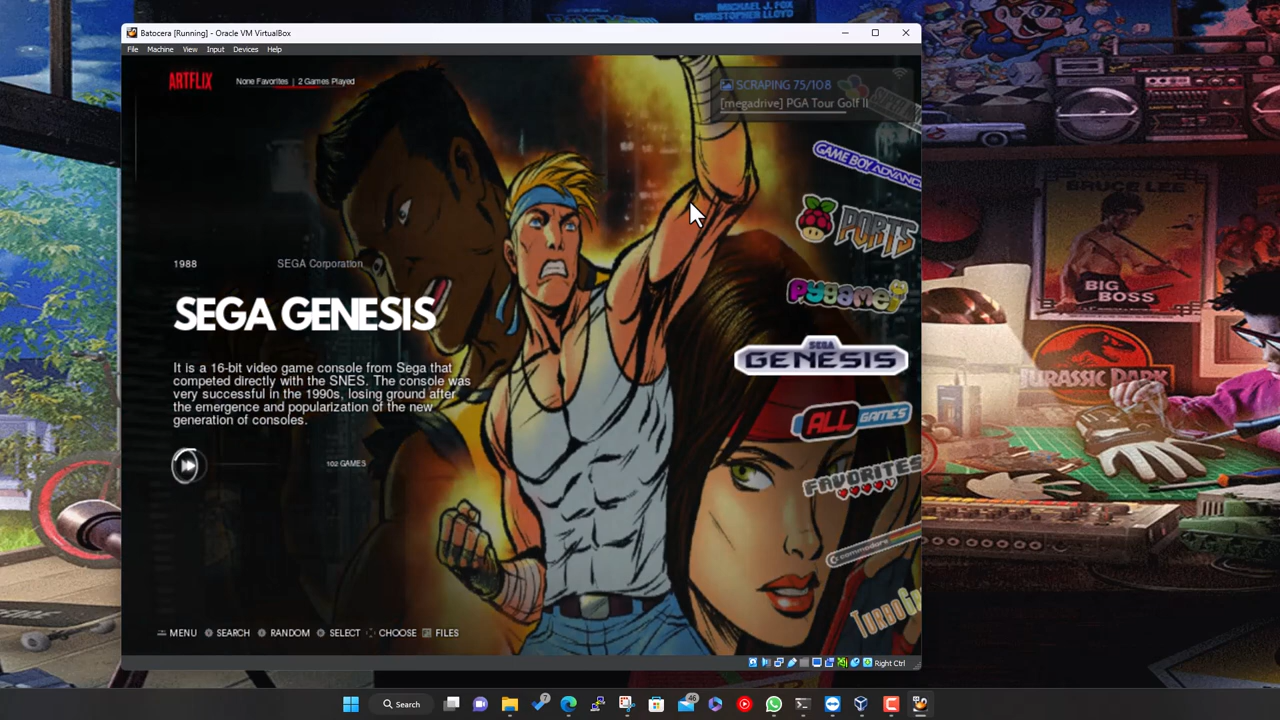 MICHAEL J. FOX
CHRISTOPHER LLOYD
Batocera [Running] - Oracle VM VirtualBox
File Machine View Input Devices Help
ARTFLIX
None Favorites | 2 Games Played
SCRAPING 75/108
[megadrive] PGA Tour Golf II
GAME BOY ADVANC
PORTS
pygame
SEGA
GENESIS
ALL GAMES
FAVORITES
commodore
TURBOG
1988 SEGA Corporation
SEGA GENESIS
It is a 16-bit video game console from Sega that
competed directly with the SNES. The console was
very successful in the 1990s, losing ground after
the emergence and popularization of the new
generation of consoles.
102 GAMES
MENU SEARCH RANDOM SELECT CHOOSE FILES
Right Ctrl
BRUCE LEE
BIG
BOSS
JURASSIC PARK
Search
7
46